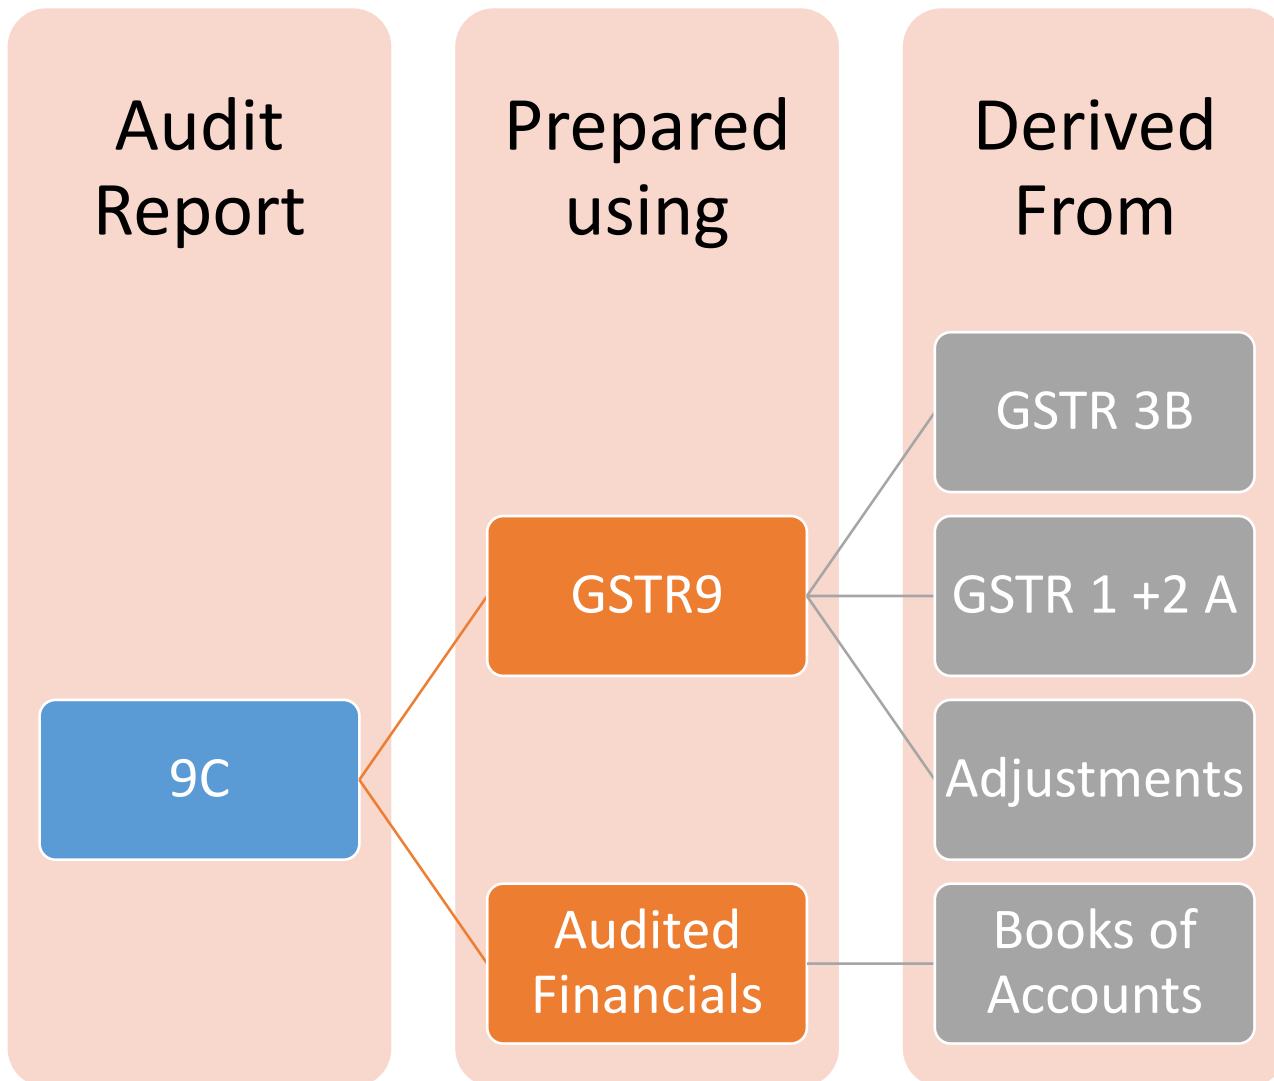 Audit
Report
Prepared
using
Derived
From
GSTR 3B
GSTR9
GSTR 1 +2 A
9C
Adjustments
Audited
Financials
Books of
Accounts